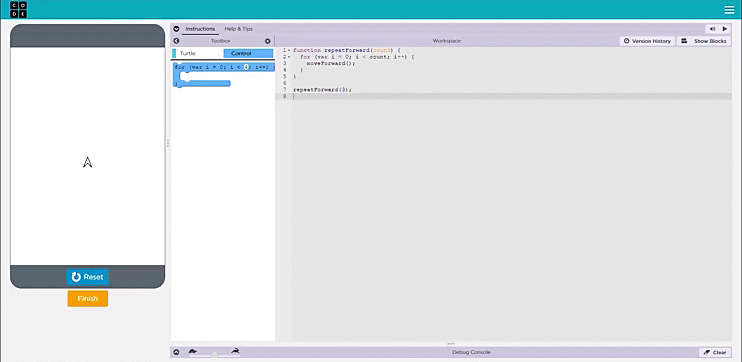 C O
D E
Instructions Help & Tips
Toolbox
Workspace:
Version History
Show Blocks
Turtle
Control
for (var i = 0; i < 4; i++) {
}
1 function repeatForward(count) {
2 for (var i = 0; i < count; i++) {
3 moveForward();
4 }
5 }
6
7 repeatForward(3);
8
Reset
Finish
Debug Console
Clear